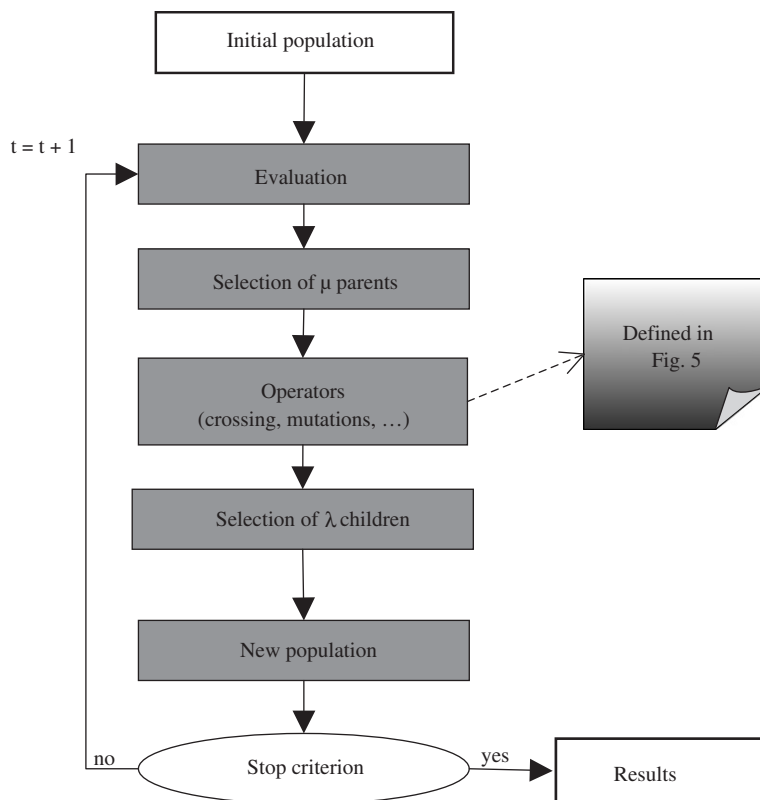 Initial population
t = t + 1
Evaluation
Selection of μ parents
Defined in
Fig. 5
Operators
(crossing, mutations, …)
Selection of λ children
New population
no
Stop criterion
yes
Results